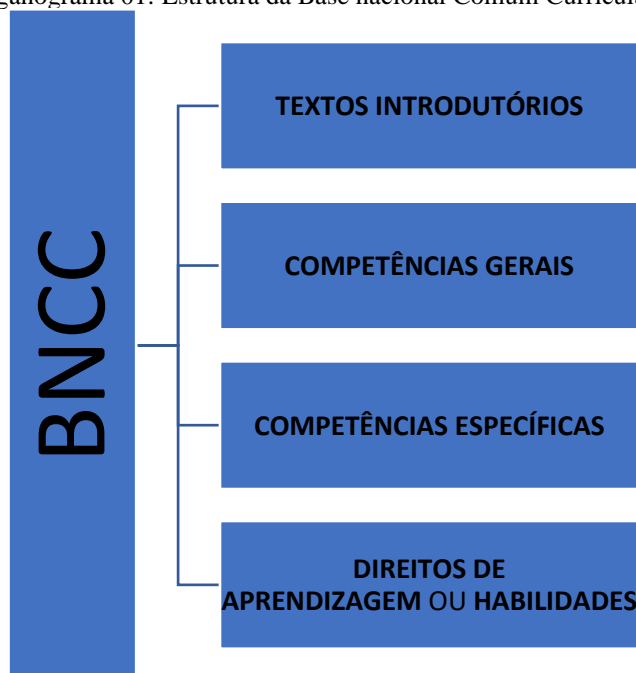 ganograma 01: Estrutura da Base nacional Comum Curricula
BNCC
TEXTOS INTRODUTÓRIOS
COMPETÊNCIAS GERAIS
COMPETÊNCIAS ESPECÍFICAS
DIREITOS DE
APRENDIZAGEM OU HABILIDADES